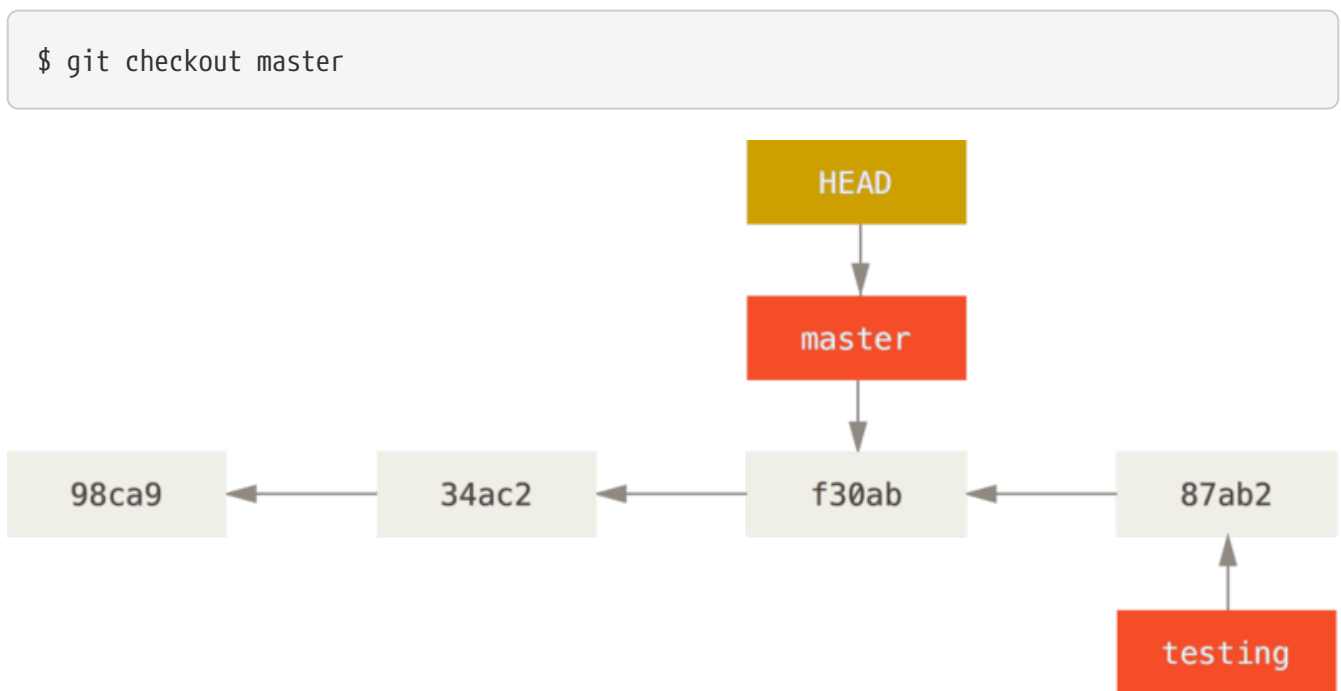 $ git checkout master
HEAD
master
98ca9
34ac2
f30ab
87ab2
testing